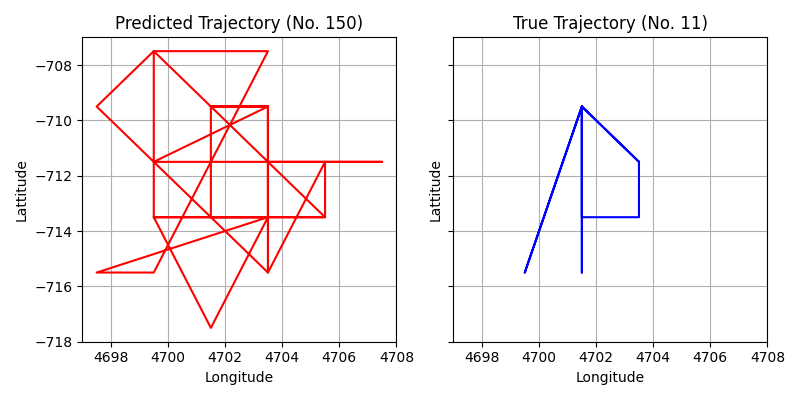 Predicted Trajectory (No. 150)
True Trajectory (No. 11)
−708
−710
−712
−714
−716
−718
Lattitude
Lattitude
4698 4700 4702 4704 4706 4708
4698 4700 4702 4704 4706 4708
Longitude
Longitude